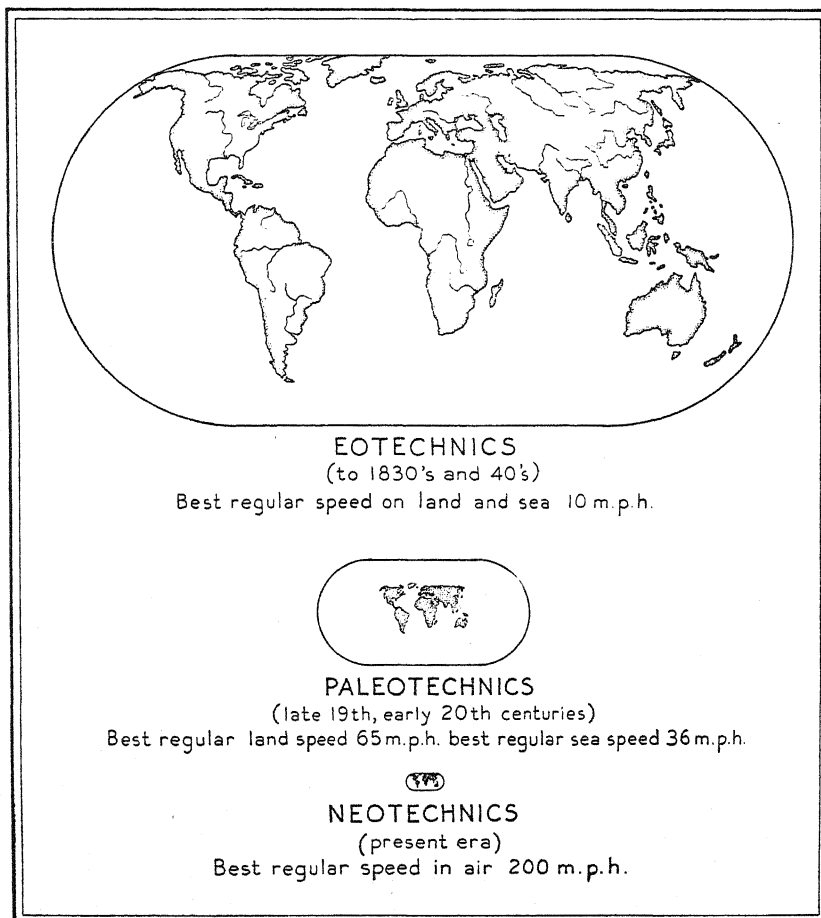 EOTECHNICS
(to 1830's and 40's)
Best regular speed on land and sea 10 m.p.h.
PALEOTECHNICS
(late 19th, early 20th centuries)
Best regular land speed 65 m.p.h. best regular sea speed 36 m.p.h.
NEOTECHNICS
(present era)
Best regular speed in air 200 m.p.h.